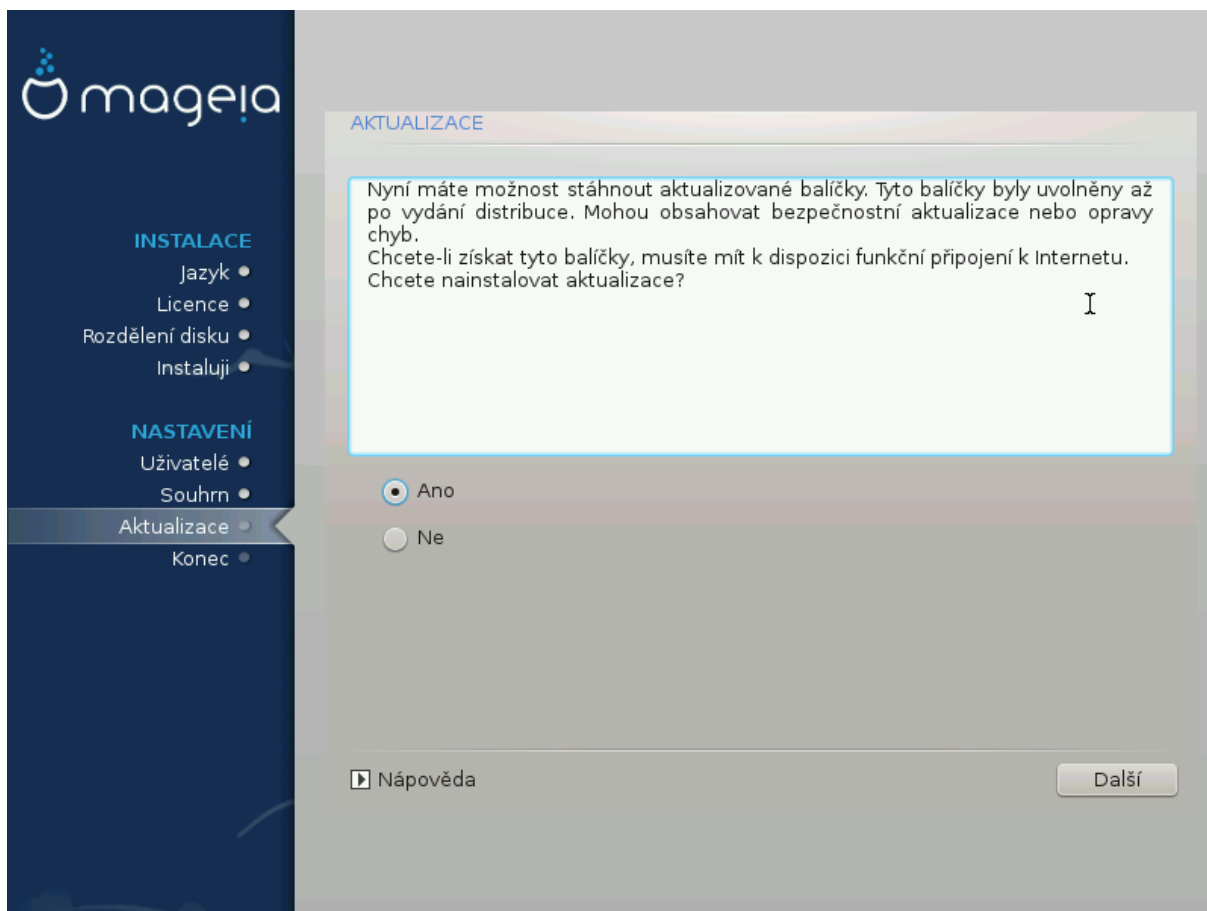 mageia
INSTALACE
Jazyk
Licence
Rozdělení disku
Instaluji
NASTAVENÍ
Uživatelé
Souhrn
Aktualizace
Konec
AKTUALIZACE
Nyní máte možnost stáhnout aktualizované balíčky. Tyto balíčky byly uvolněny až
po vydání distribuce. Mohou obsahovat bezpečnostní aktualizace nebo opravy
chyb.
Chcete-li získat tyto balíčky, musíte mít k dispozici funkční připojení k Internetu.
Chcete nainstalovat aktualizace?
Ano
Ne
Nápověda
Další